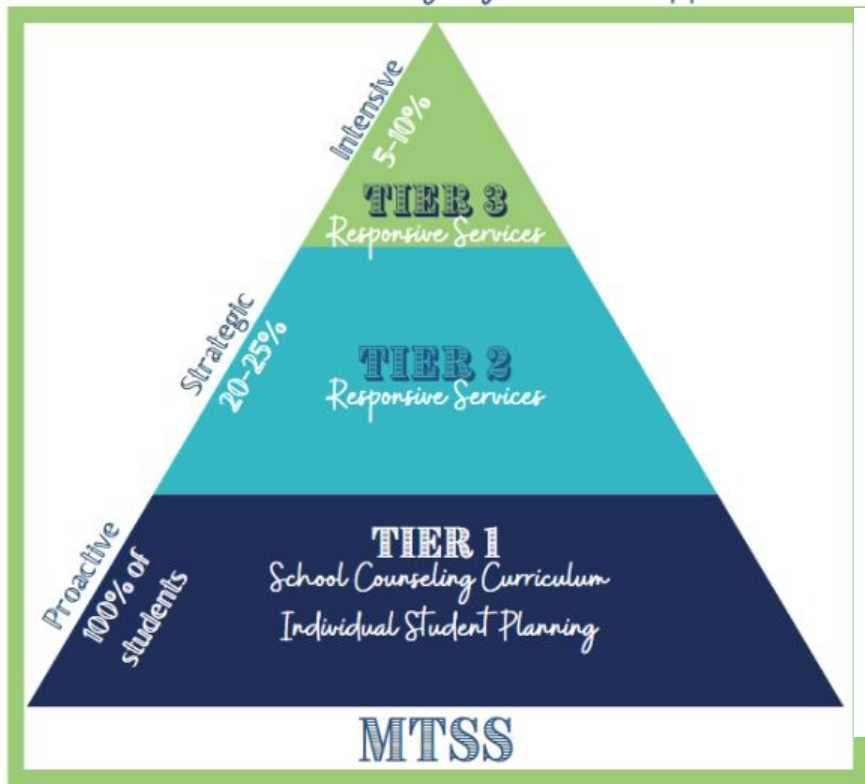 Intensive
5-10%
TIER 3
Responsive Services
Strategic
20-25%
TIER 2
Responsive Services
Proactive
100% of
students
TIER 1
School Counseling Curriculum
Individual Student Planning
MTSS